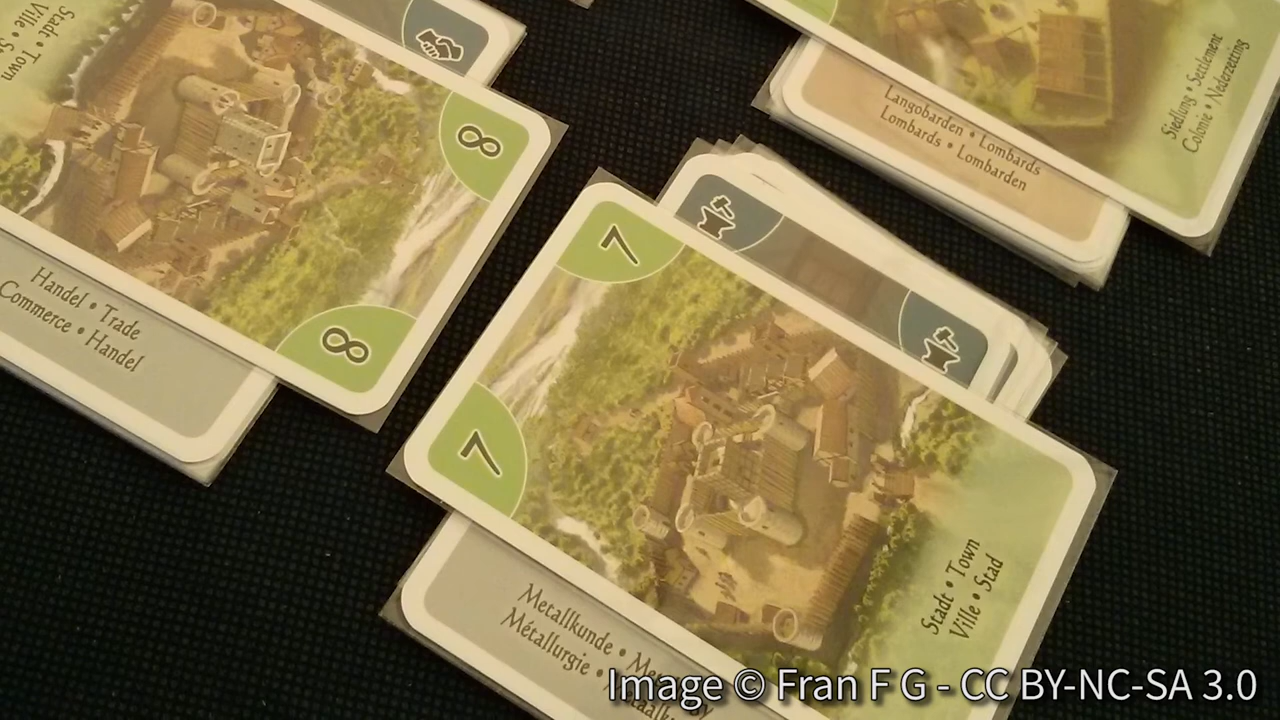 Stadt • Town
Ville • S
8
8
Handel • Trade
Commerce • Handel
Langobarden • Lombards
Lombards • Lombarden
Siedlung • Settlement
Colonie • Nederzetting
7
7
Stadt • Town
Ville • Stad
Metallkunde •
Métallurgie •
Image © Fran F G - CC BY-NC-SA 3.0